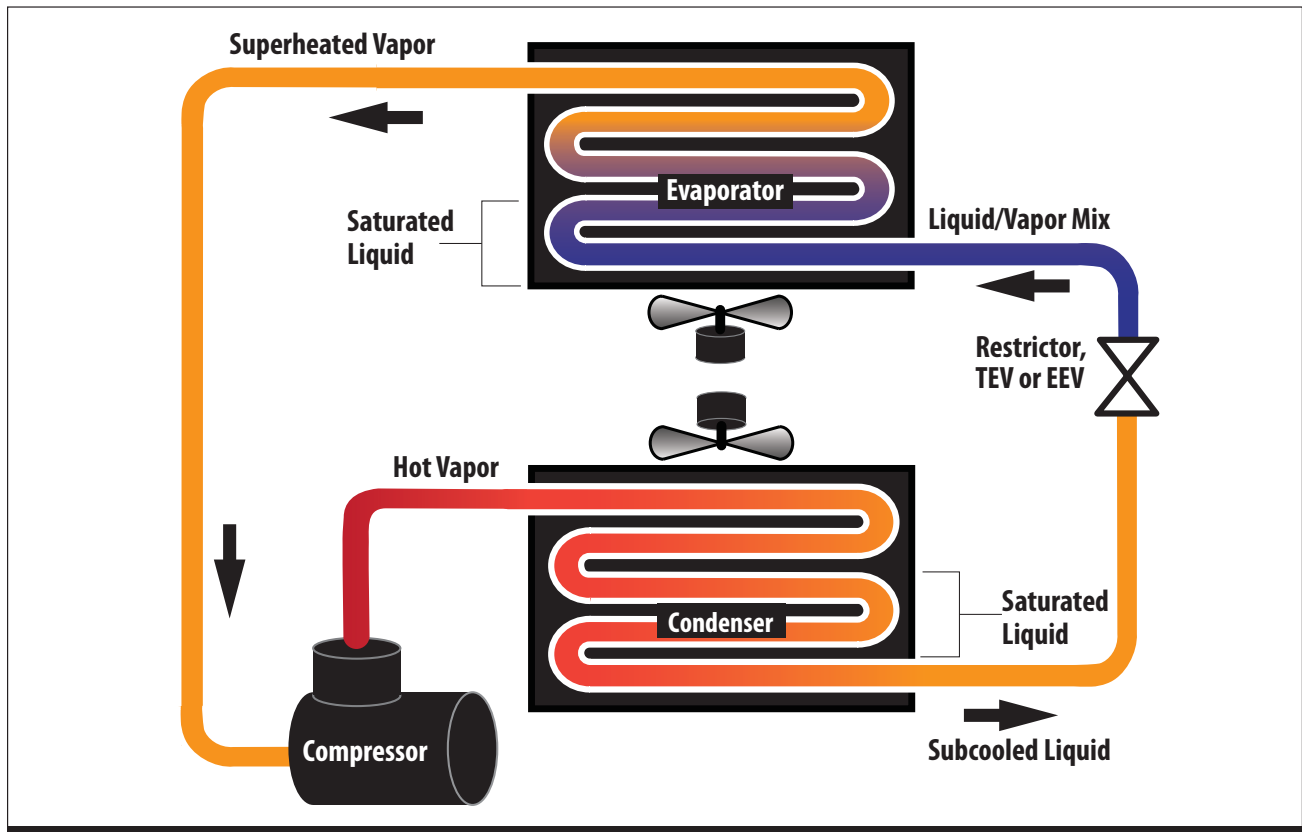 Superheated Vapor
Evaporator
Saturated
Liquid
Liquid/Vapor Mix
Restrictor,
TEV or EEV
Hot Vapor
Condenser
Saturated
Liquid
Compressor
Subcooled Liquid